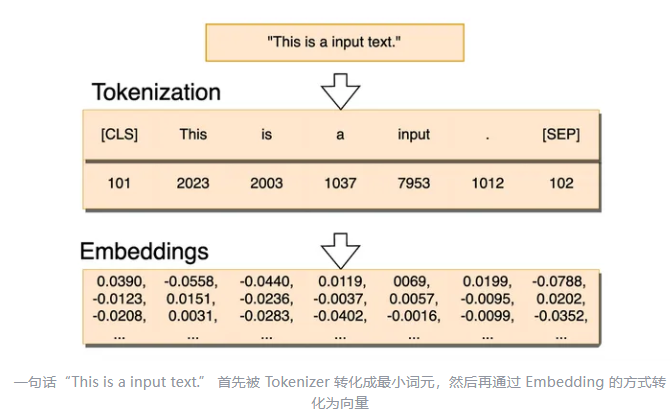 "This is a input text."
Tokenization
[CLS] This is a input . [SEP]
101 2023 2003 1037 7953 1012 102
Embeddings
0.0390, -0.0558, -0.0440, 0.0119, 0069, 0.0199, -0.0788,
-0.0123, 0.0151, -0.0236, -0.0037, 0.0057, -0.0095, 0.0202,
-0.0208, 0.0031, -0.0283, -0.0402, -0.0016, -0.0099, -0.0352,
... ... ... ... ... ... ...
一句话“This is a input text.” 首先被 Tokenizer 转化成最小词元，然后再通过 Embedding 的方式转
化为向量